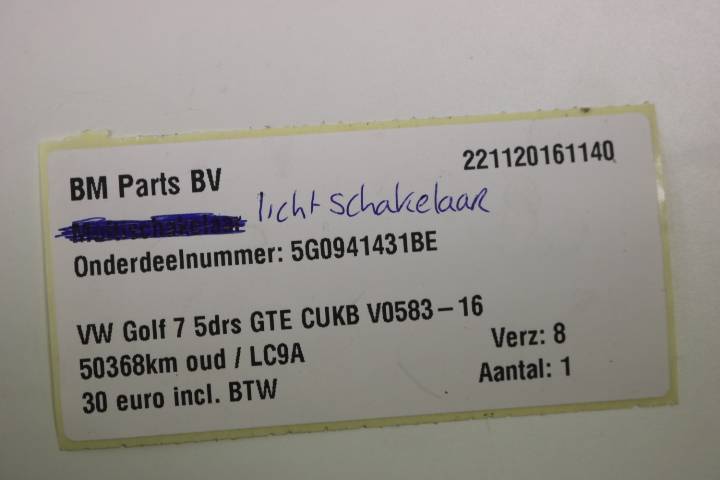 BM Parts BV
221120161140
Multischakelaar licht schakelaar
Onderdeelnummer: 5G0941431BE
VW Golf 7 5drs GTE CUKB V0583-16
50368km oud / LC9A
Verz: 8
30 euro incl. BTW
Aantal: 1